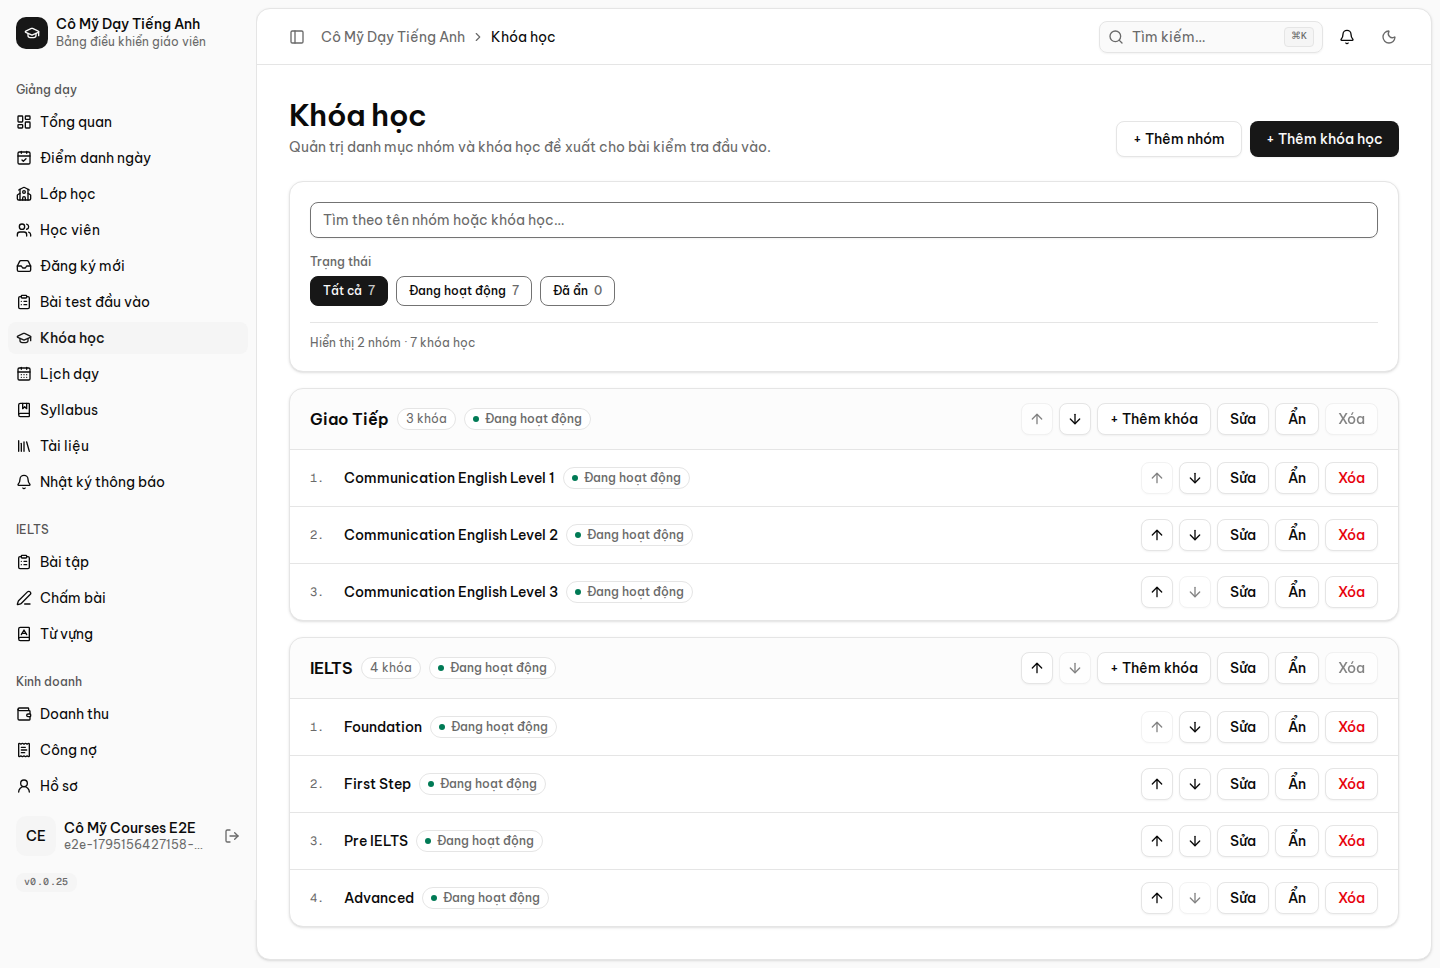 Cô Mỹ Dạy Tiếng Anh
Bảng điều khiển giáo viên
Giảng dạy
Tổng quan
Điểm danh ngày
Lớp học
Học viên
Đăng ký mới
Bài test đầu vào
Khóa học
Lịch dạy
Syllabus
Tài liệu
Nhật ký thông báo
IELTS
Bài tập
Chấm bài
Từ vựng
Kinh doanh
Doanh thu
Công nợ
Hồ sơ
CE
Cô Mỹ Courses E2E
e2e-1795156427158-...
v0.0.25
Cô Mỹ Dạy Tiếng Anh > Khóa học
Tìm kiếm... ⌘K
Khóa học
Quản trị danh mục nhóm và khóa học đề xuất cho bài kiểm tra đầu vào.
+ Thêm nhóm
+ Thêm khóa học
Tìm theo tên nhóm hoặc khóa học...
Trạng thái
Tất cả 7 Đang hoạt động 7 Đã ẩn 0
Hiển thị 2 nhóm · 7 khóa học
Giao Tiếp 3 khóa Đang hoạt động ↑ ↓ + Thêm khóa Sửa Ẩn Xóa
1. Communication English Level 1 Đang hoạt động ↑ ↓ Sửa Ẩn Xóa
2. Communication English Level 2 Đang hoạt động ↑ ↓ Sửa Ẩn Xóa
3. Communication English Level 3 Đang hoạt động ↑ ↓ Sửa Ẩn Xóa
IELTS 4 khóa Đang hoạt động ↑ ↓ + Thêm khóa Sửa Ẩn Xóa
1. Foundation Đang hoạt động ↑ ↓ Sửa Ẩn Xóa
2. First Step Đang hoạt động ↑ ↓ Sửa Ẩn Xóa
3. Pre IELTS Đang hoạt động ↑ ↓ Sửa Ẩn Xóa
4. Advanced Đang hoạt động ↑ ↓ Sửa Ẩn Xóa